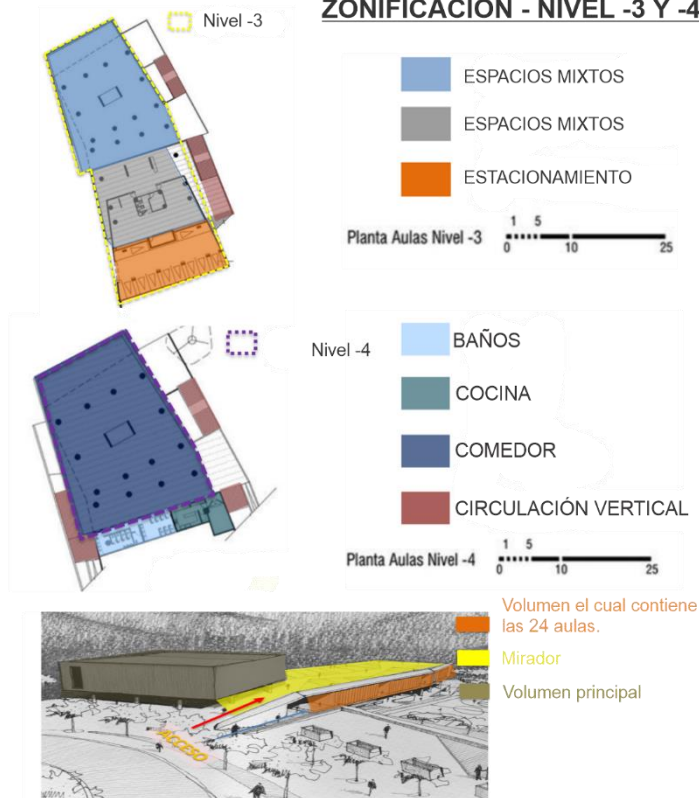 ZONIFICACIÓN - NIVEL -3 Y -4
Nivel -3
ESPACIOS MIXTOS
ESPACIOS MIXTOS
ESTACIONAMIENTO
Planta Aulas Nivel -3
1 5
0 10 25
Nivel -4
BAÑOS
COCINA
COMEDOR
CIRCULACIÓN VERTICAL
Planta Aulas Nivel -4
1 5
0 10 25
Volumen el cual contiene
las 24 aulas.
Mirador
Volumen principal
ACCESO